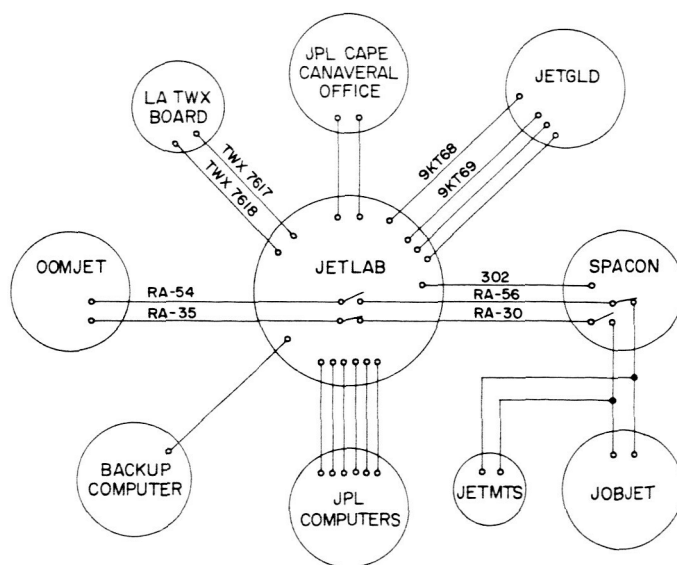 JPL CAPE
CANAVERAL
OFFICE
JETGLD
LA TWX
BOARD
9KT68
TWX 7617
9KT69
TWX 7618
JETLAB
OOMJET
SPACON
302
RA-54
RA-56
RA-35
RA-30
BACKUP
COMPUTER
JPL
COMPUTERS
JETMTS
JOBJET